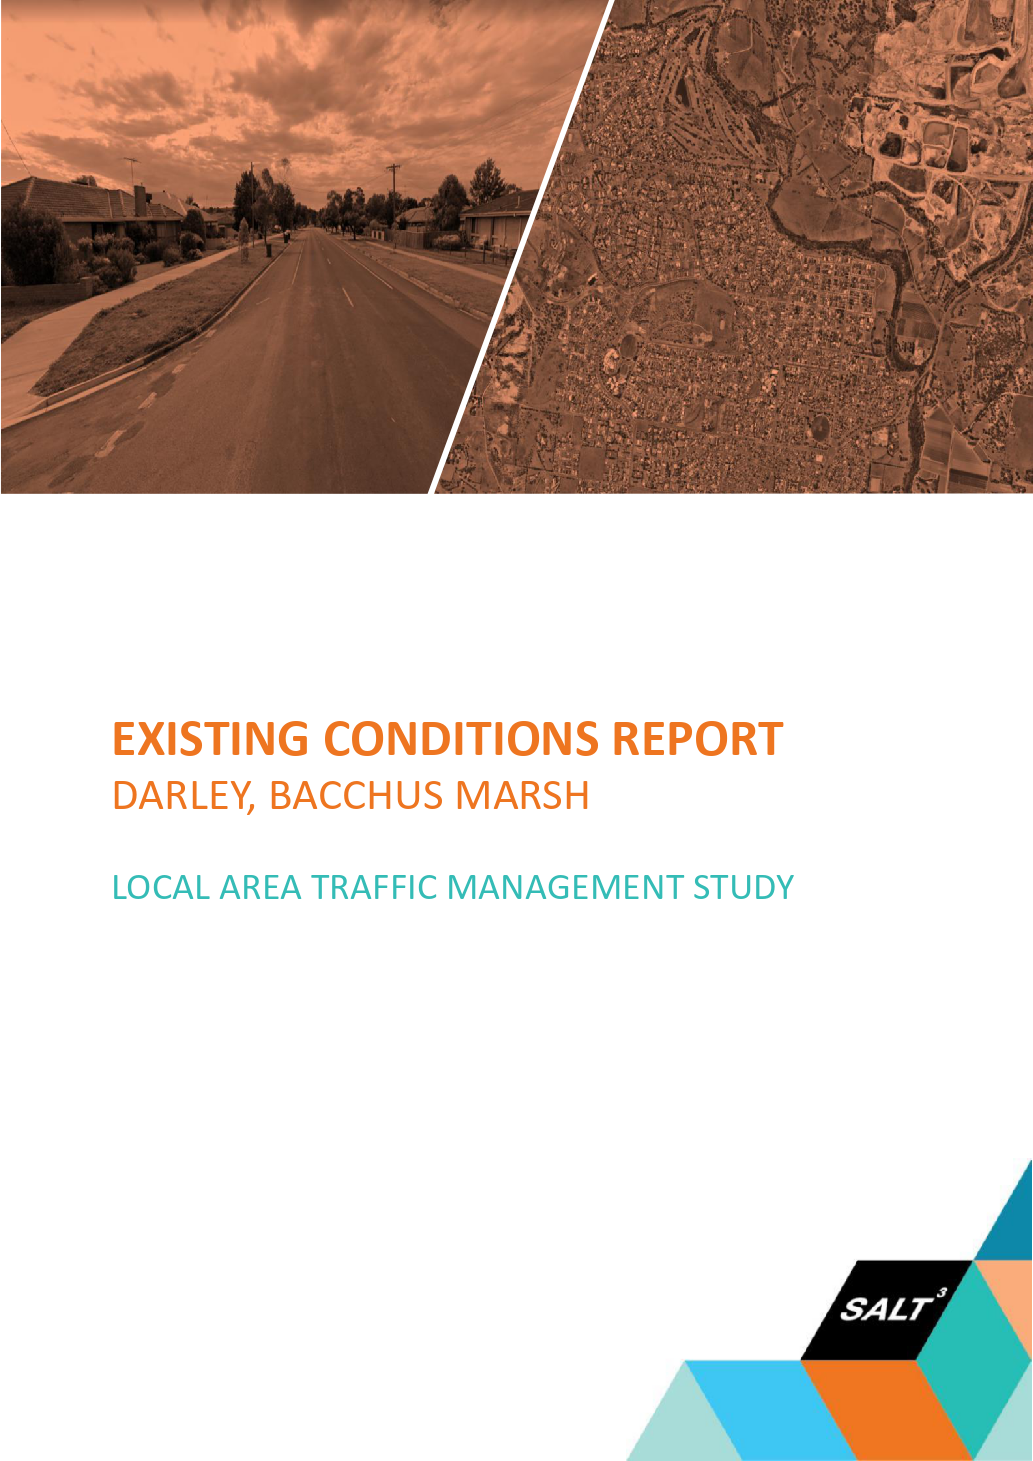 EXISTING CONDITIONS REPORT
DARLEY, BACCHUS MARSH
LOCAL AREA TRAFFIC MANAGEMENT STUDY
SALT³